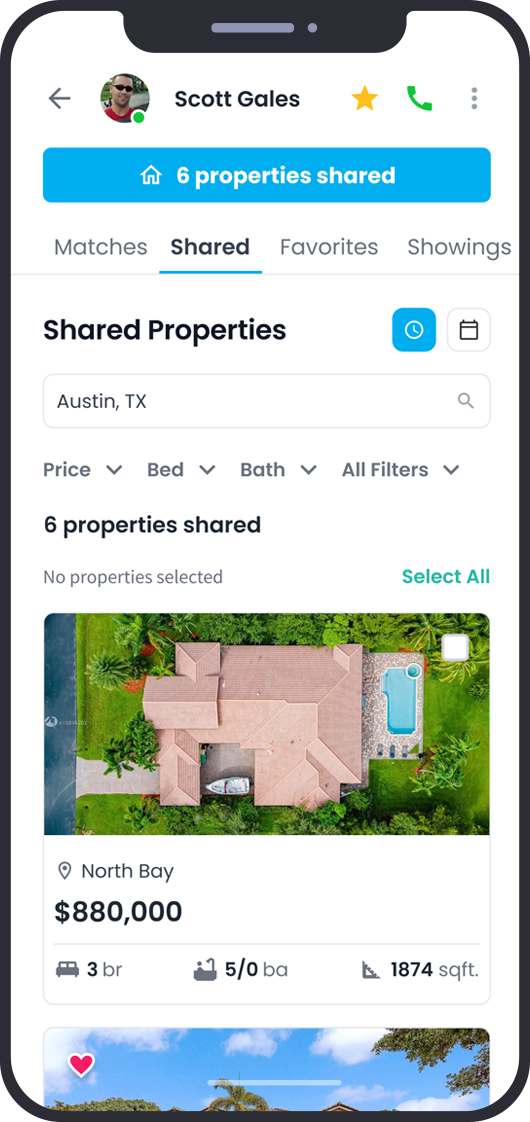 Scott Gales
6 properties shared
Matches Shared Favorites Showings
Shared Properties
Austin, TX
Price Bed Bath All Filters
6 properties shared
No properties selected Select All
North Bay
$880,000
3 br 5/0 ba 1874 sqft.